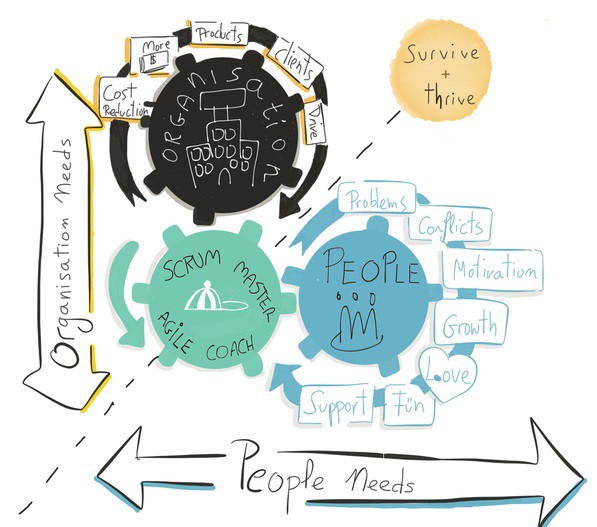 Survive
+
thrive
Products
More
$
Clients
Cost
Reduction
Drive
ORGANISATION
Organisation Needs
Problems
Conflicts
Motivation
Growth
Love
Fun
Support
PEOPLE
SCRUM MASTER
AGILE COACH
People Needs